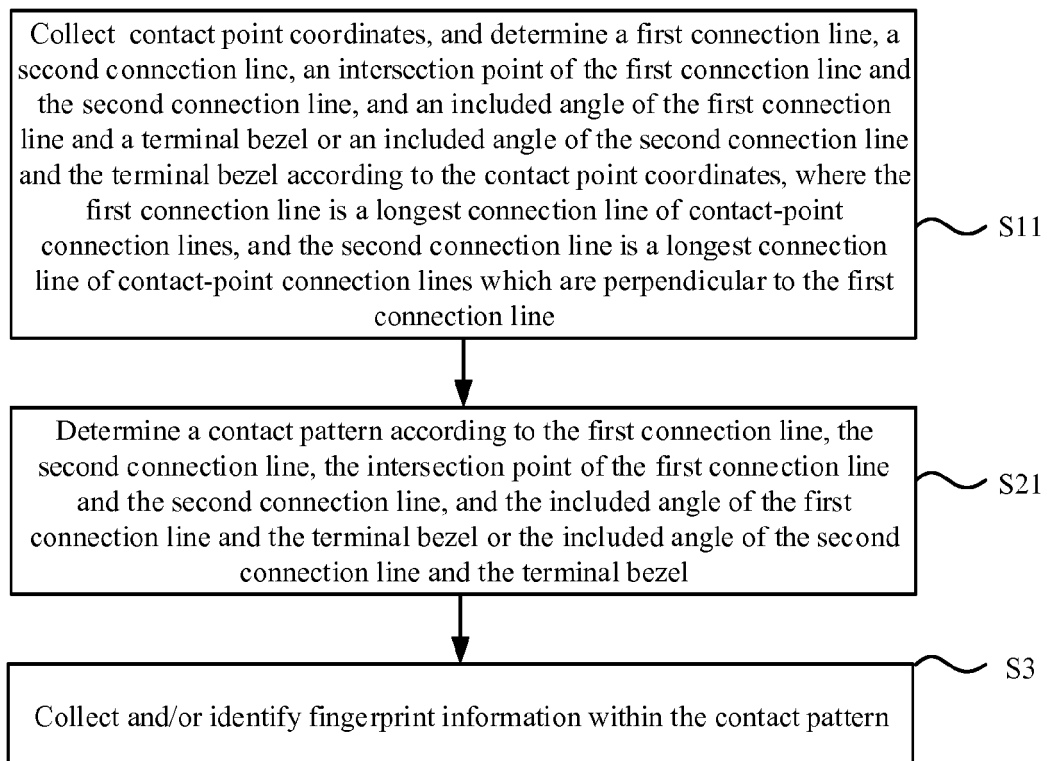 Collect contact point coordinates, and determine a first connection line, a
second connection line, an intersection point of the first connection line and
the second connection line, and an included angle of the first connection
line and a terminal bezel or an included angle of the second connection line
and the terminal bezel according to the contact point coordinates, where the
first connection line is a longest connection line of contact-point
connection lines, and the second connection line is a longest connection
line of contact-point connection lines which are perpendicular to the first
connection line
S11
Determine a contact pattern according to the first connection line, the
second connection line, the intersection point of the first connection line
and the second connection line, and the included angle of the first
connection line and the terminal bezel or the included angle of the second
connection line and the terminal bezel
S21
S3
Collect and/or identify fingerprint information within the contact pattern